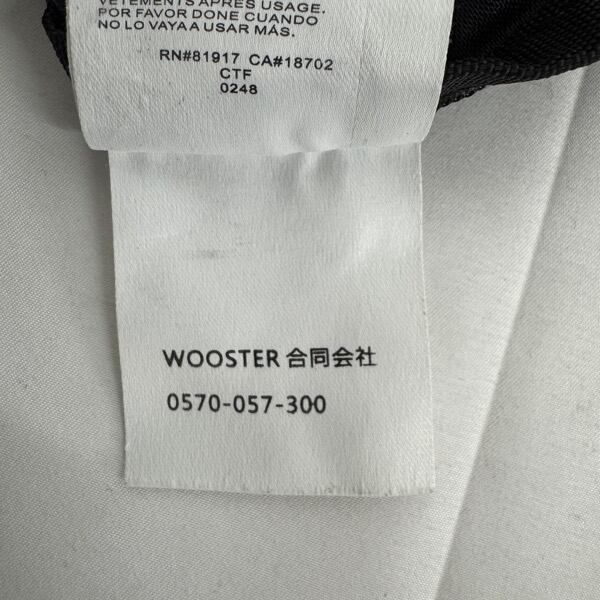 VETEMENTS APRES USAGE.
POR FAVOR DONE CUANDO
NO LO VAYA A USAR MÁS.
RN#81917 CA#18702
CTF
0248
WOOSTER 合同会社
0570-057-300